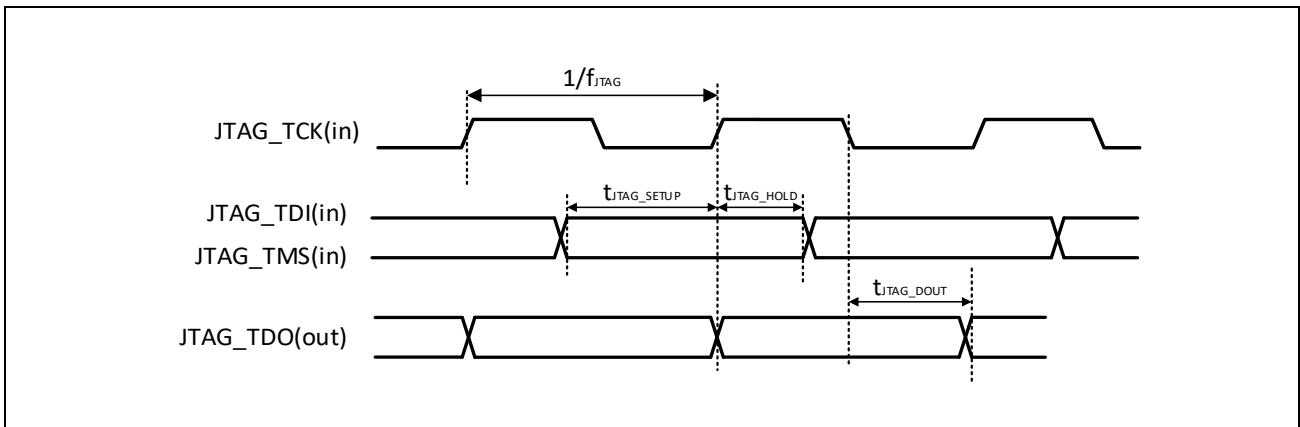 1/fJTAG
JTAG_TCK(in)
tJTAG_SETUP tJTAG_HOLD
JTAG_TDI(in)
JTAG_TMS(in)
tJTAG_DOUT
JTAG_TDO(out)